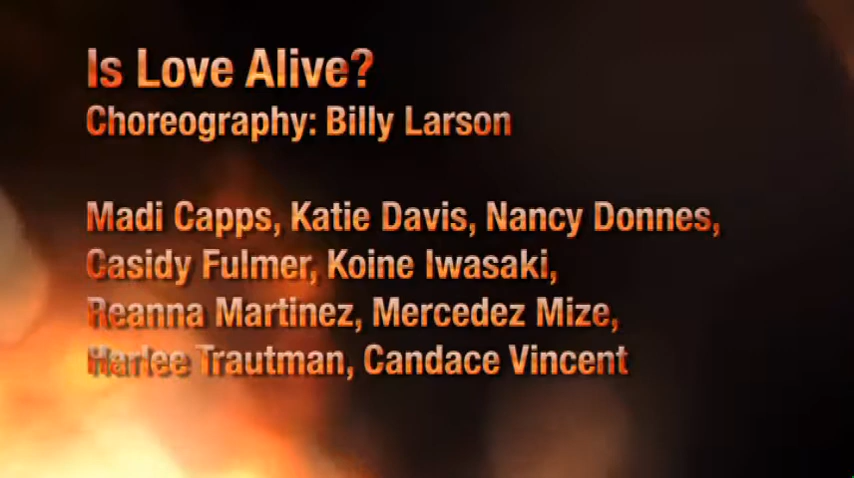 Is Love Alive?
Choreography: Billy Larson
Madi Capps, Katie Davis, Nancy Donnes,
Casidy Fulmer, Koine Iwasaki,
Reanna Martinez, Mercedez Mize,
Harlee Trautman, Candace Vincent